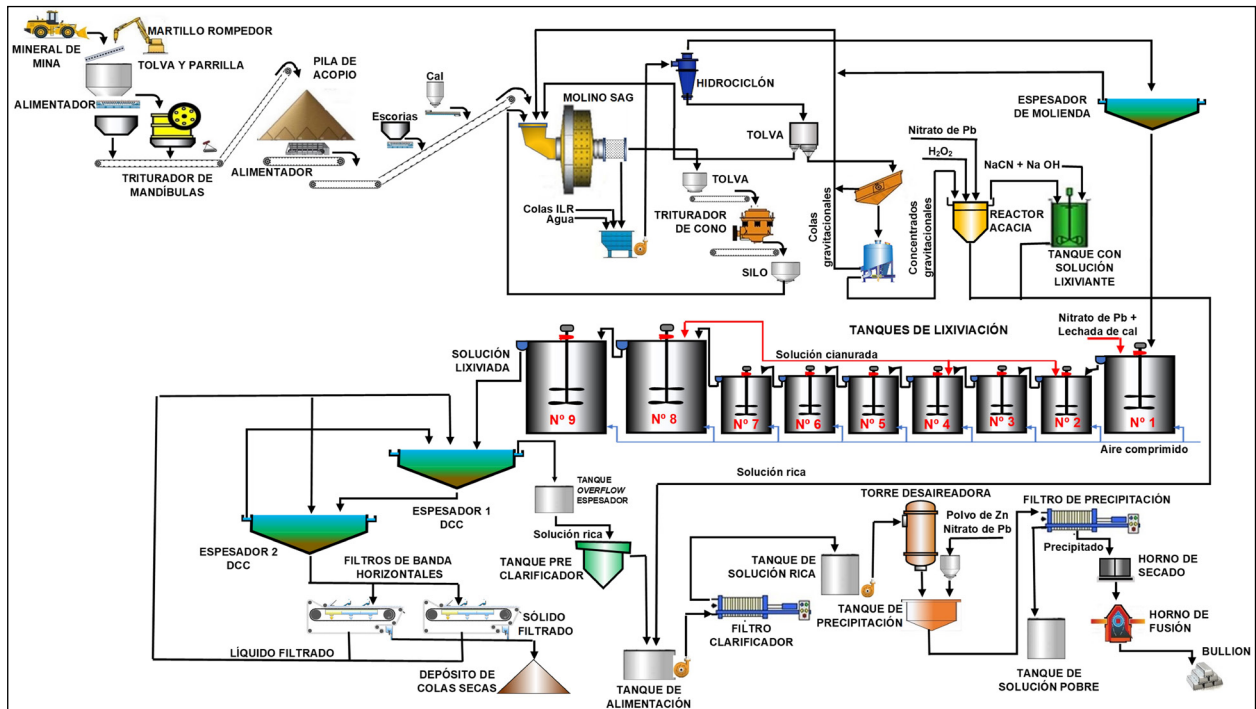 MINERAL DE
MINA
MARTILLO ROMPEDOR
TOLVA Y PARRILLA
ALIMENTADOR
TRITURADOR DE
MANDÍBULAS
PILA DE
ACOPIO
ALIMENTADOR
Escorias
Cal
MOLINO SAG
Colas ILR
Agua
HIDROCICLÓN
TOLVA
TOLVA
TRITURADOR
DE CONO
SILO
Colas
gravitacionales
Concentrados
gravitacionales
Nitrato de Pb
H₂O₂
NaCN + Na OH
REACTOR
ACACIA
TANQUE CON
SOLUCIÓN
LIXIVIANTE
ESPESADOR
DE MOLIENDA
TANQUES DE LIXIVIACIÓN
Nitrato de Pb +
Lechada de cal
Solución cianurada
SOLUCIÓN
LIXIVIADA
Nº 9
Nº 8
Nº 7
Nº 6
Nº 5
Nº 4
Nº 3
Nº 2
Nº 1
Aire comprimido
Solución rica
ESPESADOR 1
DCC
ESPESADOR 2
DCC
TANQUE
OVERFLOW
ESPESADOR
Solución rica
TANQUE PRE
CLARIFICADOR
FILTROS DE BANDA
HORIZONTALES
SÓLIDO
FILTRADO
LÍQUIDO FILTRADO
DEPÓSITO DE
COLAS SECAS
TANQUE DE
ALIMENTACIÓN
FILTRO
CLARIFICADOR
TANQUE DE
SOLUCIÓN RICA
TORRE DESAIREADORA
Polvo de Zn
Nitrato de Pb
TANQUE DE
PRECIPITACIÓN
FILTRO DE PRECIPITACIÓN
Precipitado
HORNO DE
SECADO
HORNO DE
FUSIÓN
BULLION
TANQUE DE
SOLUCIÓN POBRE